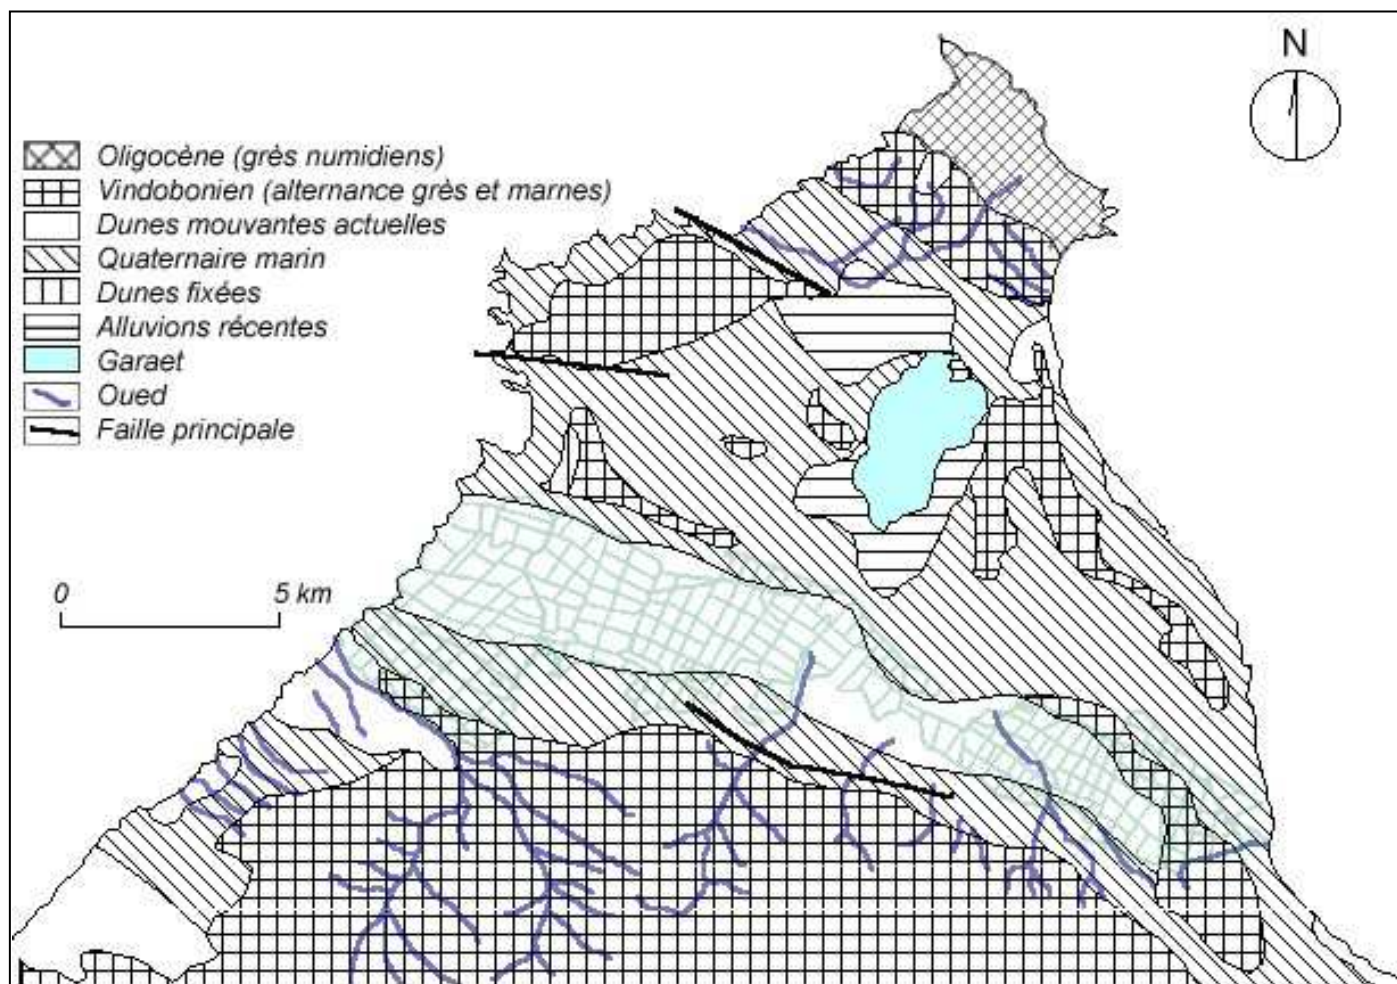 N
Oligocène (grès numidiens)
Vindobonien (alternance grès et marnes)
Dunes mouvantes actuelles
Quaternaire marin
Dunes fixées
Alluvions récentes
Garaet
Oued
Faille principale
0 5 km